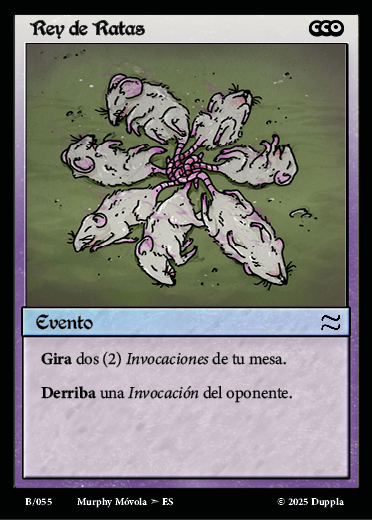 Rey de Ratas
CCO
Evento
Gira dos (2) Invocaciones de tu mesa.
Derriba una Invocación del oponente.
B/055 Murphy Móvola ➣ ES © 2025 Duppla